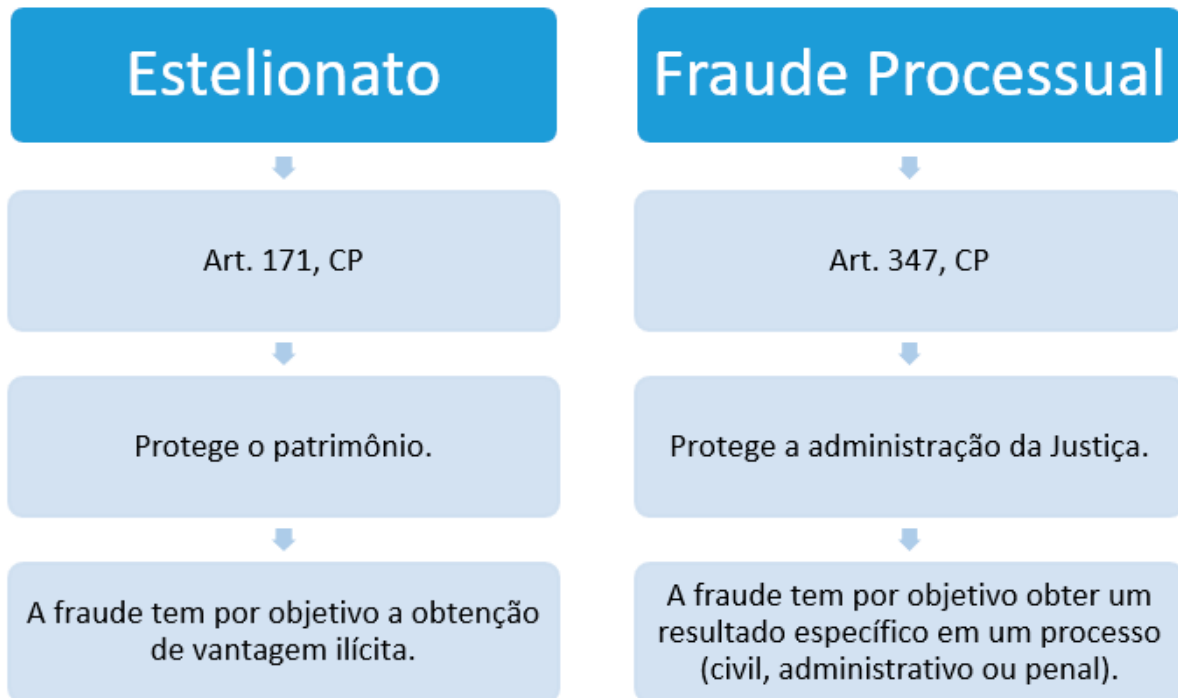 Estelionato
Art. 171, CP
Protege o patrimônio.
A fraude tem por objetivo a obtenção
de vantagem ilícita.
Fraude Processual
Art. 347, CP
Protege a administração da Justiça.
A fraude tem por objetivo obter um
resultado específico em um processo
(civil, administrativo ou penal).